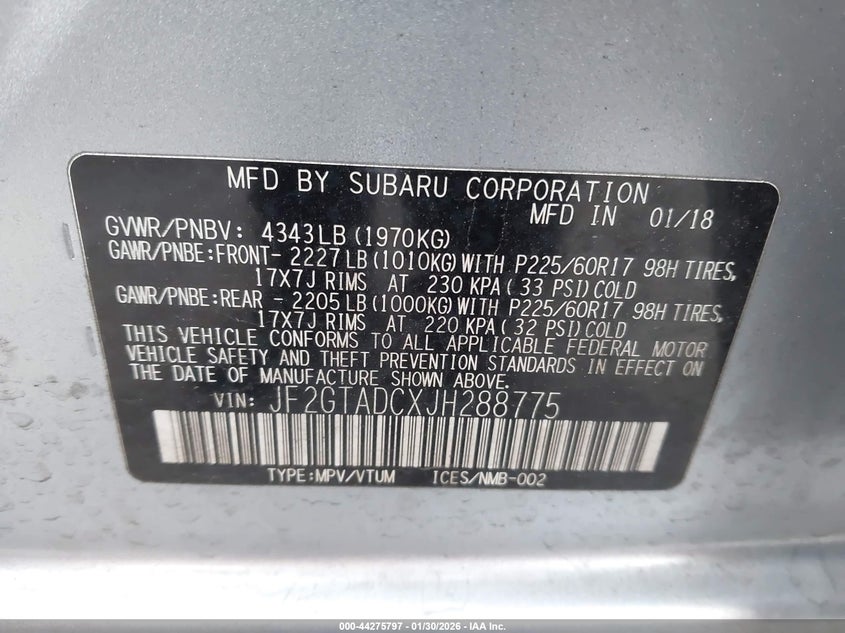 MFD BY SUBARU CORPORATION
MFD IN 01/18
GVWR/PNBV: 4343LB (1970KG)
GAWR/PNBE:FRONT- 2227LB(1010KG)WITH P225/60R17 98H TIRES,
17X7J RIMS AT 230 KPA( 33 PSI)COLD
GAWR/PNBE:REAR - 2205LB(1000KG)WITH P225/60R17 98H TIRES,
17X7J RIMS AT 220 KPA( 32 PSI)COLD
THIS VEHICLE CONFORMS TO ALL APPLICABLE FEDERAL MOTOR
VEHICLE SAFETY AND THEFT PREVENTION STANDARDS IN EFFECT ON
THE DATE OF MANUFACTURE SHOWN ABOVE.
VIN: JF2GTADCXJH288775
TYPE:MPV/VTUM ICES/NMB-002
000-44275797 - 01/30/2026 - IAA Inc.